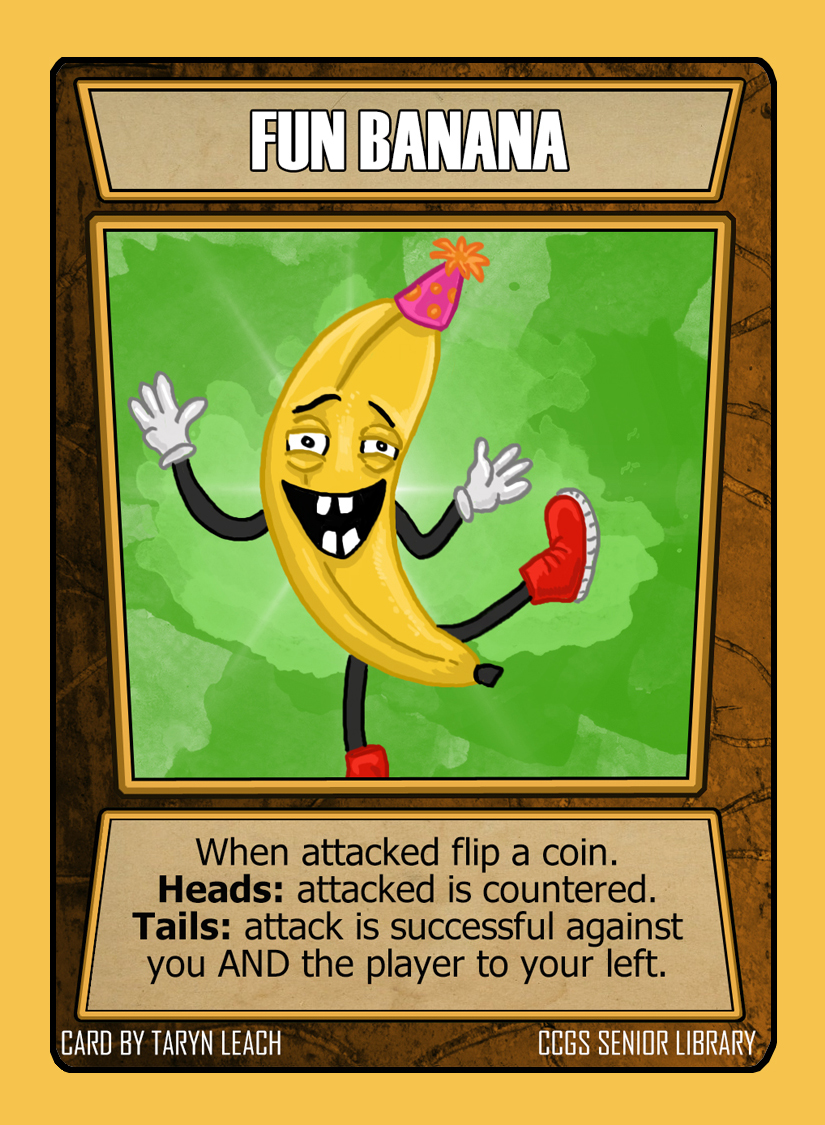 FUN BANANA
When attacked flip a coin.
Heads: attacked is countered.
Tails: attack is successful against
you AND the player to your left.
CARD BY TARYN LEACH
CCGS SENIOR LIBRARY